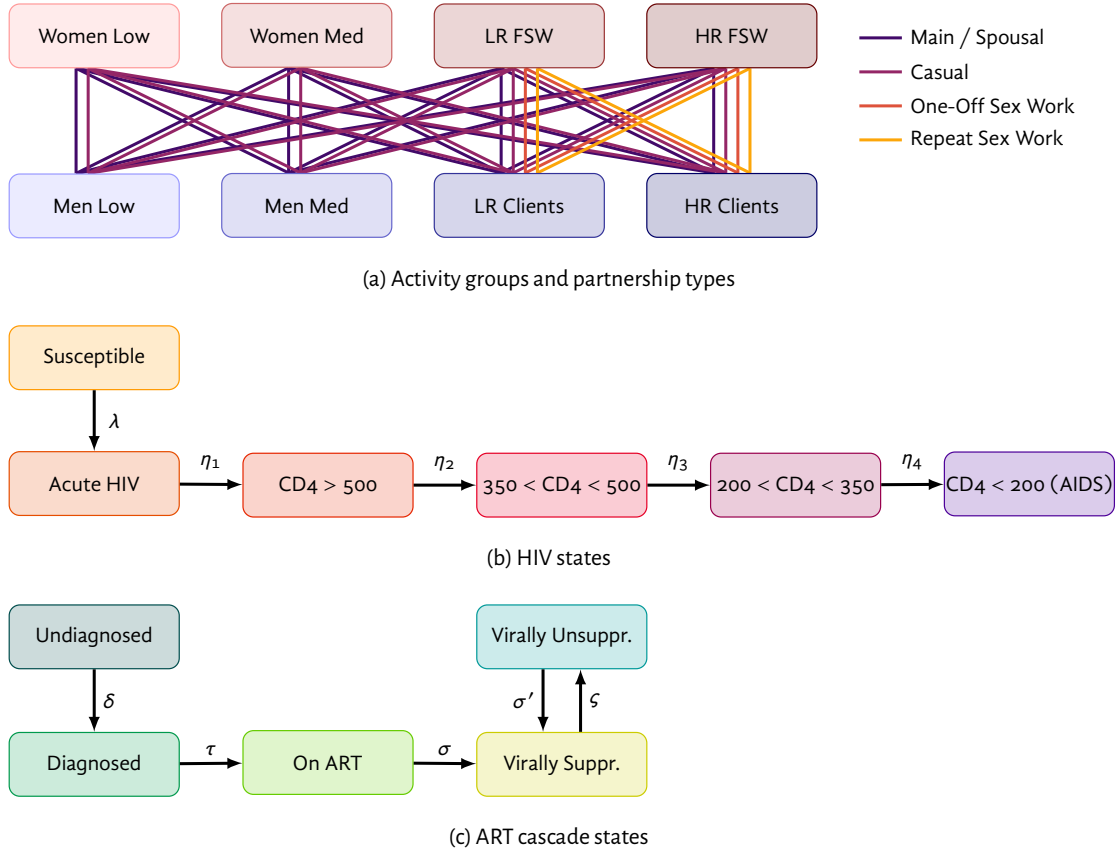 Women Low
Women Med
LR FSW
HR FSW
Main / Spousal
Casual
One-Off Sex Work
Repeat Sex Work
Men Low
Men Med
LR Clients
HR Clients
(a) Activity groups and partnership types
Susceptible
λ
Acute HIV
η1
CD4 > 500
η2
350 < CD4 < 500
η3
200 < CD4 < 350
η4
CD4 < 200 (AIDS)
(b) HIV states
Undiagnosed
Virally Unsuppr.
δ
σ′
ς
Diagnosed
τ
On ART
σ
Virally Suppr.
(c) ART cascade states